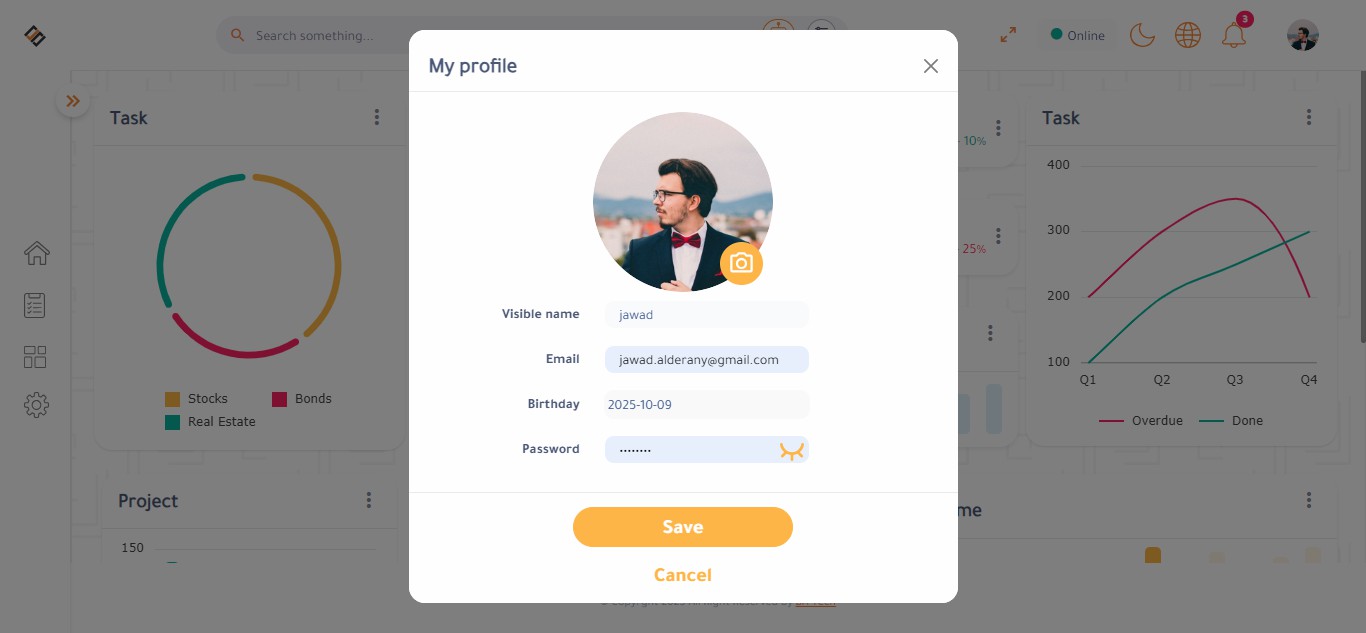 Search something...
Online
3
My profile
Task
10%
25%
Task
400
300
200
100
Q1 Q2 Q3 Q4
Overdue Done
Stocks Bonds
Real Estate
Visible name jawad
Email jawad.alderany@gmail.com
Birthday 2025-10-09
Password ••••••••
Save
Cancel
Project
150
me